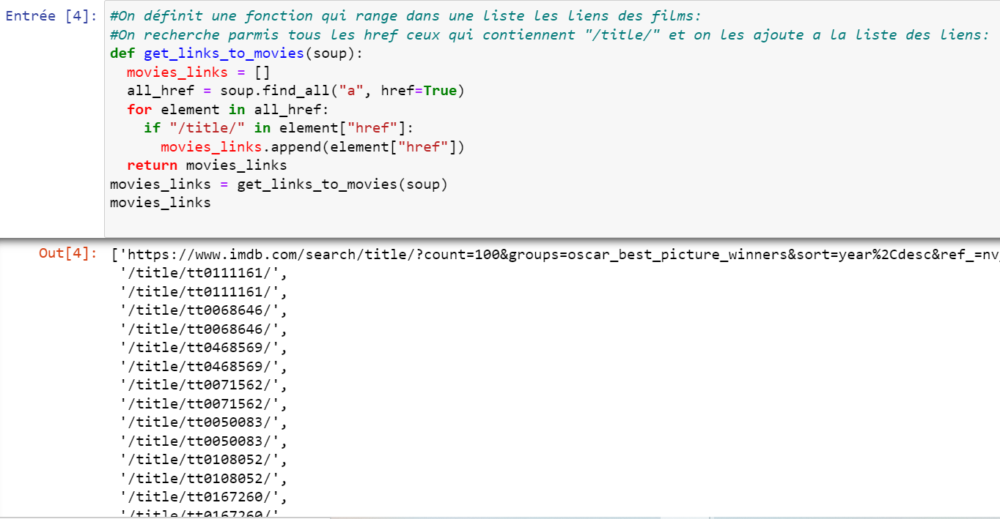 Entrée [4]: #On définit une fonction qui range dans une liste les liens des films:
#On recherche parmis tous les href ceux qui contiennent "/title/" et on les ajoute a la liste des liens:
def get_links_to_movies(soup):
  movies_links = []
  all_href = soup.find_all("a", href=True)
  for element in all_href:
    if "/title/" in element["href"]:
      movies_links.append(element["href"])
  return movies_links
movies_links = get_links_to_movies(soup)
movies_links
Out[4]: ['https://www.imdb.com/search/title/?count=100&groups=oscar_best_picture_winners&sort=year%2Cdesc&ref_=nv_
'/title/tt0111161/',
'/title/tt0111161/',
'/title/tt0068646/',
'/title/tt0068646/',
'/title/tt0468569/',
'/title/tt0468569/',
'/title/tt0071562/',
'/title/tt0071562/',
'/title/tt0050083/',
'/title/tt0050083/',
'/title/tt0108052/',
'/title/tt0108052/',
'/title/tt0167260/',
'/title/tt0167260/'